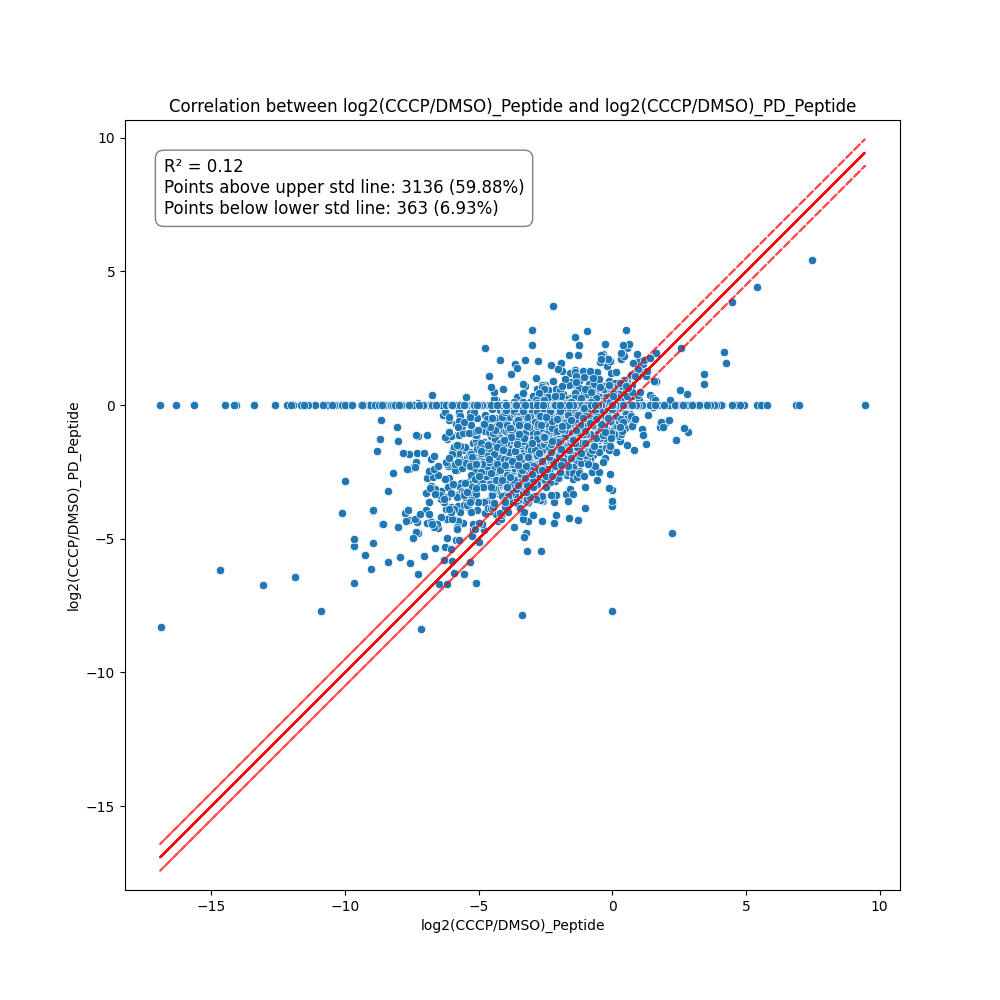 Correlation between log2(CCCP/DMSO)_Peptide and log2(CCCP/DMSO)_PD_Peptide
R² = 0.12
Points above upper std line: 3136 (59.88%)
Points below lower std line: 363 (6.93%)
log2(CCCP/DMSO)_PD_Peptide
10
5
0
−5
−10
−15
−15
−10
−5
0
5
10
log2(CCCP/DMSO)_Peptide